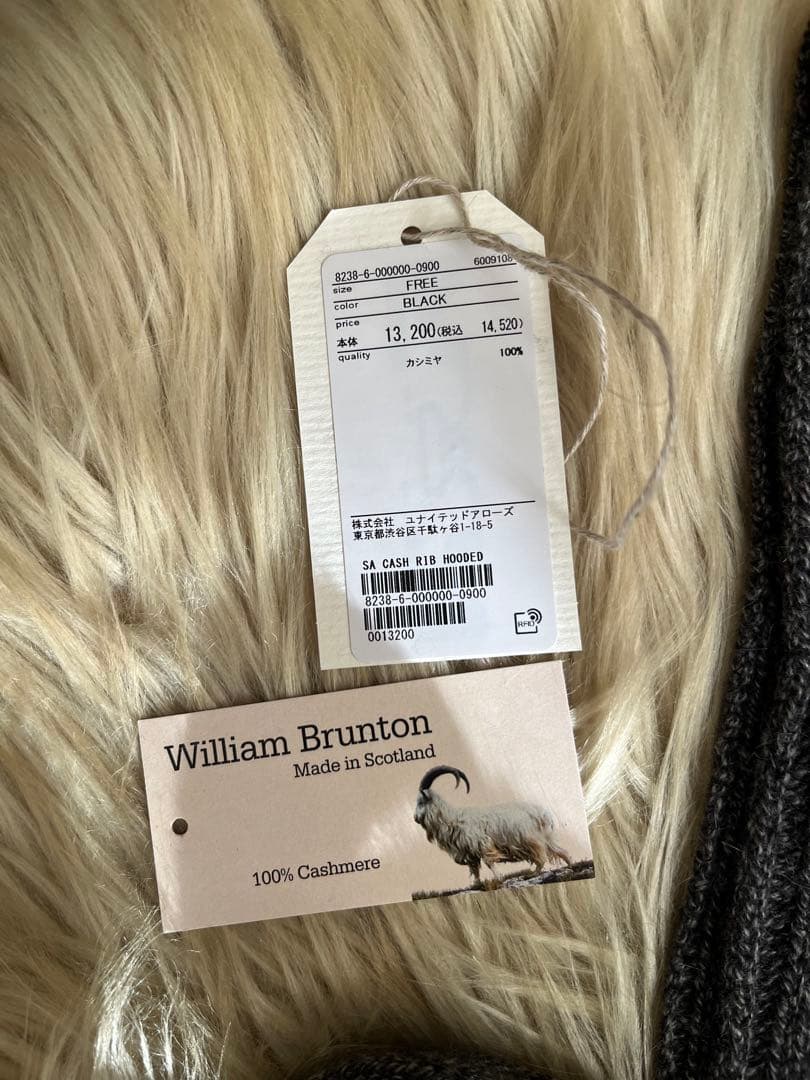 8238-6-000000-0900 6009108
size FREE
color BLACK
price
本体 13,200(税込 14,520)
quality
カシミヤ 100%
株式会社 ユナイテッドアローズ
東京都渋谷区千駄ヶ谷1-18-5
SA CASH RIB HOODED
8238-6-000000-0900
0013200
RFID
William Brunton
Made in Scotland
100% Cashmere